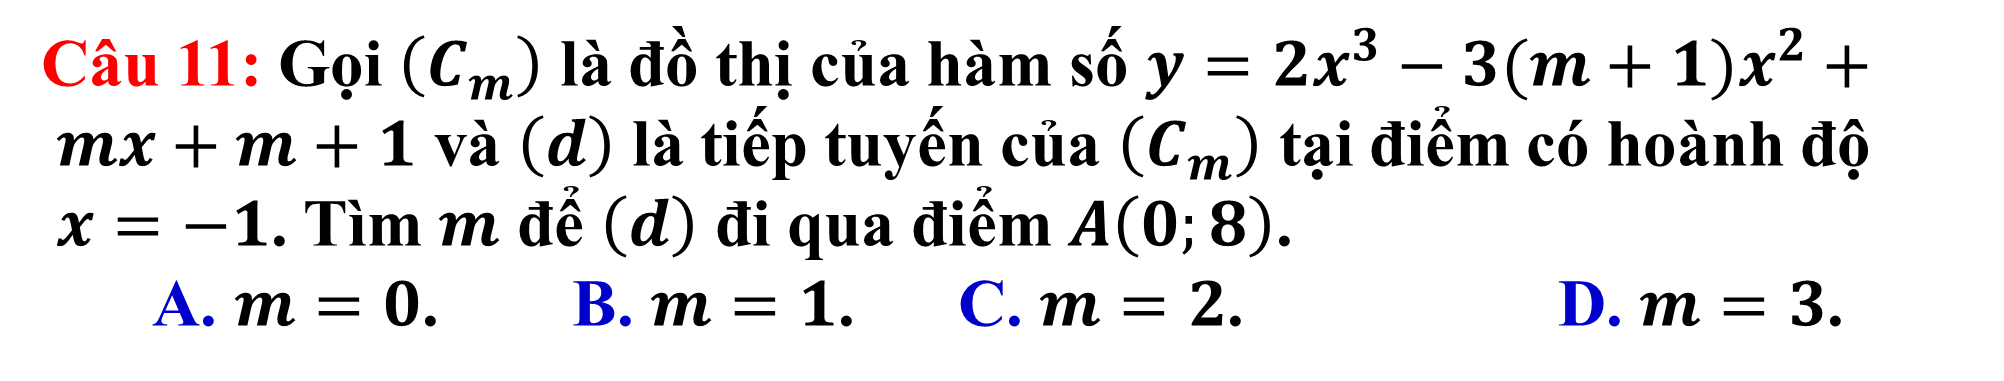 Câu 11: Gọi (Cₘ) là đồ thị của hàm số y = 2x³ − 3(m + 1)x² +
mx + m + 1 và (d) là tiếp tuyến của (Cₘ) tại điểm có hoành độ
x = −1. Tìm m để (d) đi qua điểm A(0; 8).
A. m = 0. B. m = 1. C. m = 2. D. m = 3.